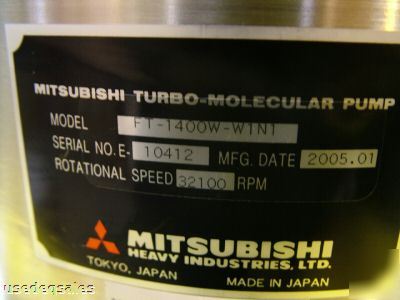 MITSUBISHI TURBO-MOLECULAR PUMP
MODEL FT-1400W-W1N1
SERIAL NO. E- 10412 MFG. DATE 2005.01
ROTATIONAL SPEED 32100 RPM
MITSUBISHI
HEAVY INDUSTRIES, LTD.
TOKYO, JAPAN MADE IN JAPAN
usedeqsales